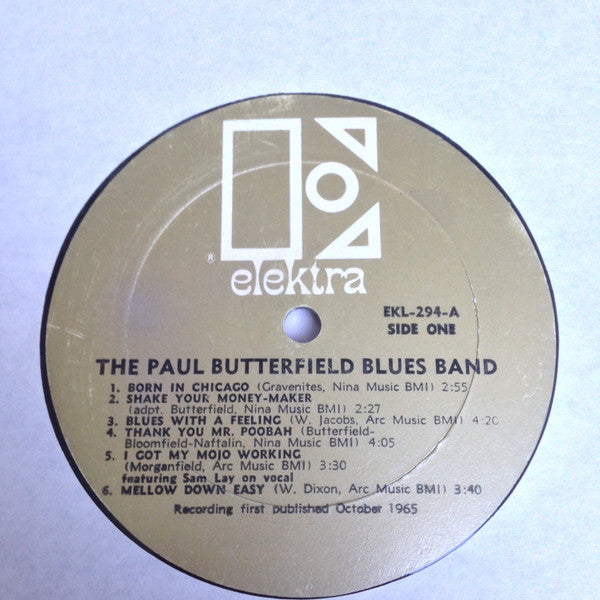 ®
elektra
EKL-294-A
SIDE ONE
THE PAUL BUTTERFIELD BLUES BAND
1. BORN IN CHICAGO (Gravenites, Nina Music BMI) 2:55
2. SHAKE YOUR MONEY-MAKER
(adpt. Butterfield, Nina Music BMI) 2:27
3. BLUES WITH A FEELING (W. Jacobs, Arc Music BMI) 4:20
4. THANK YOU MR. POOBAH (Butterfield-
Bloomfield-Naftalin, Nina Music BMI) 4:05
5. I GOT MY MOJO WORKING
(Morganfield, Arc Music BMI) 3:30
featuring Sam Lay on vocal
6. MELLOW DOWN EASY (W. Dixon, Arc Music BMI) 3:40
Recording first published October 1965